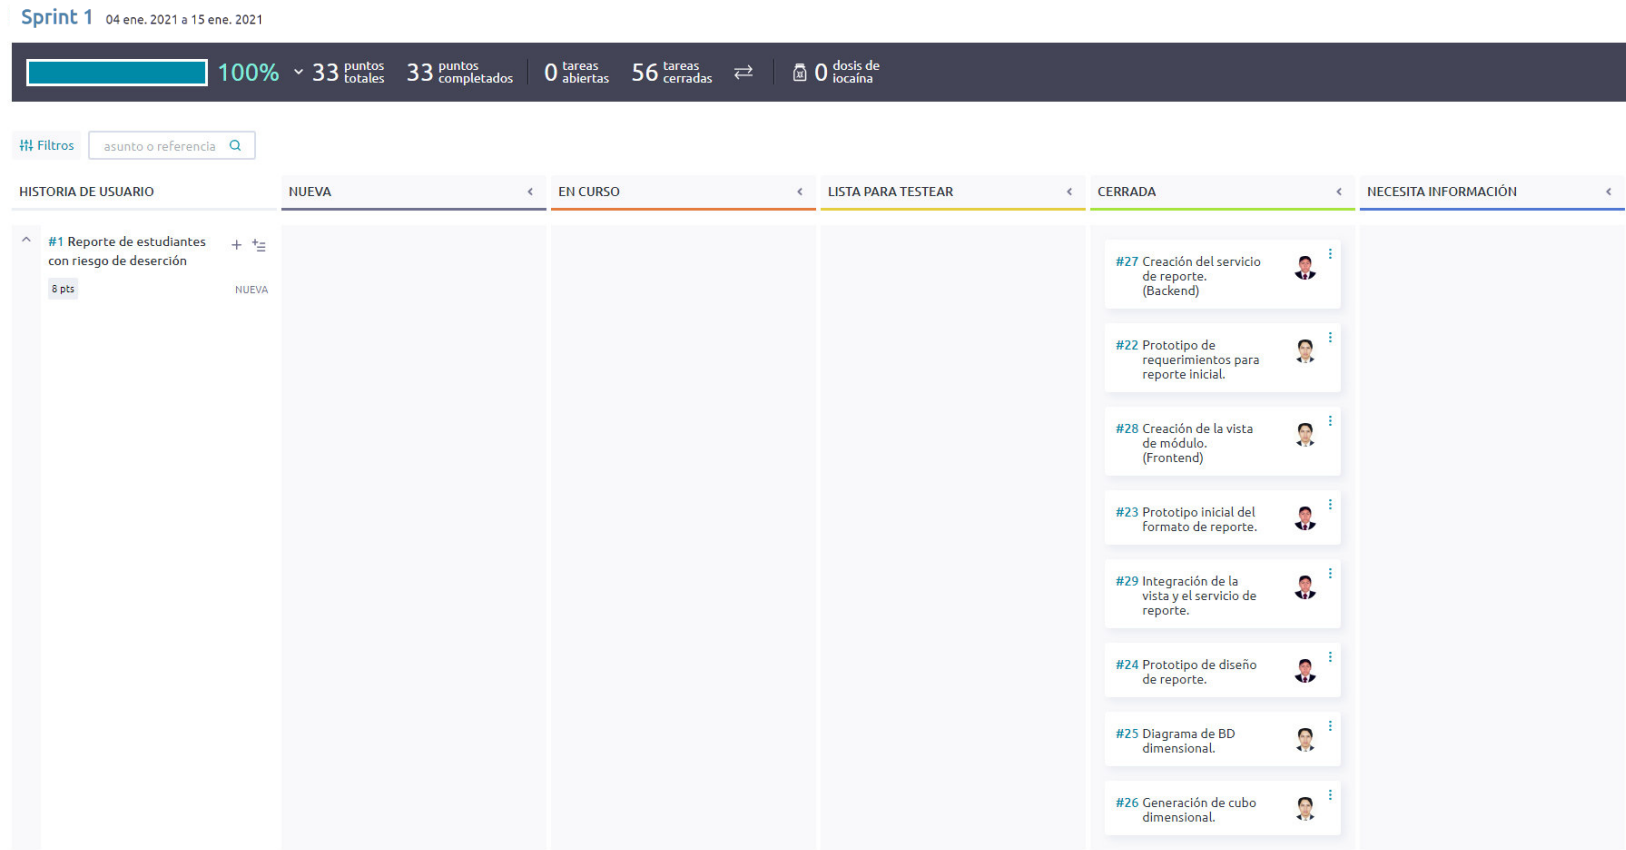 Sprint 1 04 ene. 2021 a 15 ene. 2021
100% 33 puntos totales 33 puntos completados 0 tareas abiertas 56 tareas cerradas 0 dosis de iocaína
Filtros asunto o referencia
HISTORIA DE USUARIO NUEVA EN CURSO LISTA PARA TESTEAR CERRADA NECESITA INFORMACIÓN
#1 Reporte de estudiantes
con riesgo de deserción
8 pts NUEVA
#27 Creación del servicio
de reporte.
(Backend)
#22 Prototipo de
requerimientos para
reporte inicial.
#28 Creación de la vista
de módulo.
(Frontend)
#23 Prototipo inicial del
formato de reporte.
#29 Integración de la
vista y el servicio de
reporte.
#24 Prototipo de diseño
de reporte.
#25 Diagrama de BD
dimensional.
#26 Generación de cubo
dimensional.